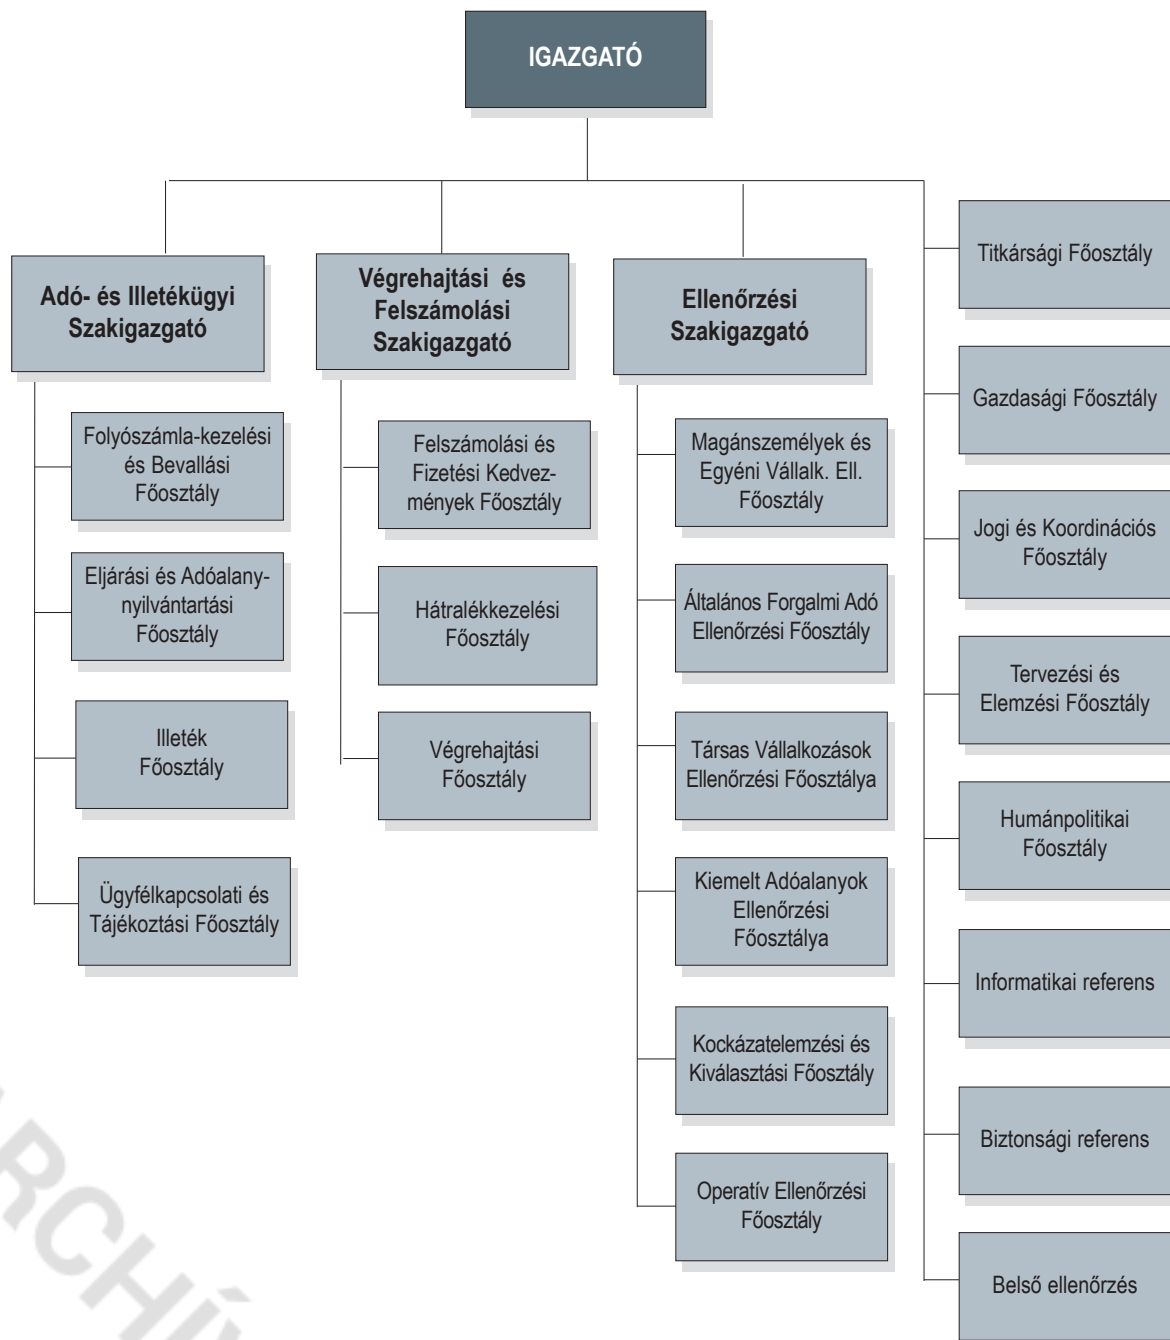 IGAZGATÓ
Adó- és Illetékügyi
Szakigazgató
Folyószámla-kezelési
és Bevallási
Főosztály
Eljárási és Adóalany-
nyilvántartási
Főosztály
Illeték
Főosztály
Ügyfélkapcsolati és
Tájékoztatási Főosztály
Végrehajtási és
Felszámolási
Szakigazgató
Felszámolási és
Fizetési Kedvez-
mények Főosztály
Hátralékkezelési
Főosztály
Végrehajtási
Főosztály
Ellenőrzési
Szakigazgató
Magánszemélyek és
Egyéni Vállalk. Ell.
Főosztály
Általános Forgalmi Adó
Ellenőrzési Főosztály
Társas Vállalkozások
Ellenőrzési Főosztálya
Kiemelt Adóalanyok
Ellenőrzési
Főosztálya
Kockázatelemzési és
Kiválasztási Főosztály
Operatív Ellenőrzési
Főosztály
Titkársági Főosztály
Gazdasági Főosztály
Jogi és Koordinációs
Főosztály
Tervezési és
Elemzési Főosztály
Humánpolitikai
Főosztály
Informatikai referens
Biztonsági referens
Belső ellenőrzés